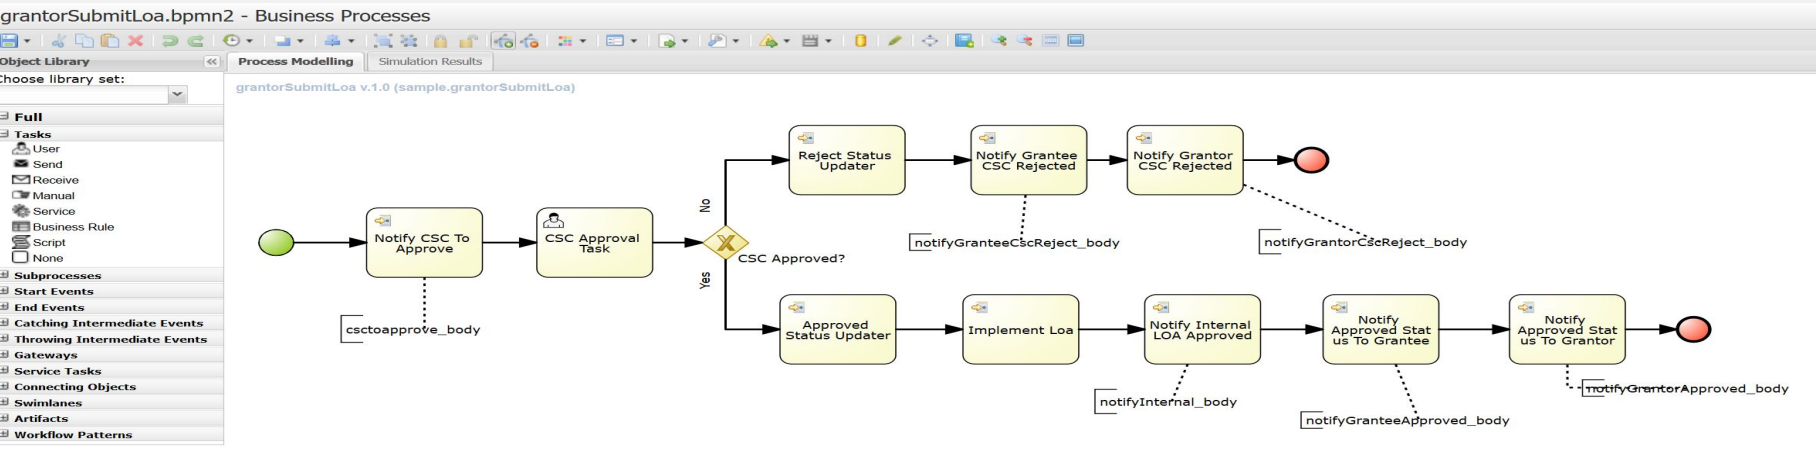 grantorSubmitLoa.bpmn2 - Business Processes
Object Library
Process Modelling
Simulation Results
Choose library set:
grantorSubmitLoa v.1.0 (sample.grantorSubmitLoa)
Full
Tasks
User
Send
Receive
Manual
Service
Business Rule
Script
None
Subprocesses
Start Events
End Events
Catching Intermediate Events
Throwing Intermediate Events
Gateways
Service Tasks
Connecting Objects
Swimlanes
Artifacts
Workflow Patterns
Notify CSC To
Approve
csctoapprove_body
CSC Approval
Task
CSC Approved?
No
Yes
Reject Status
Updater
Notify Grantee
CSC Rejected
notifyGranteeCscReject_body
Notify Grantor
CSC Rejected
notifyGrantorCscReject_body
Approved
Status Updater
Implement Loa
Notify Internal
LOA Approved
notifyInternal_body
Notify
Approved Stat
us To Grantee
notifyGranteeApproved_body
Notify
Approved Stat
us To Grantor
notifyGrantorApproved_body